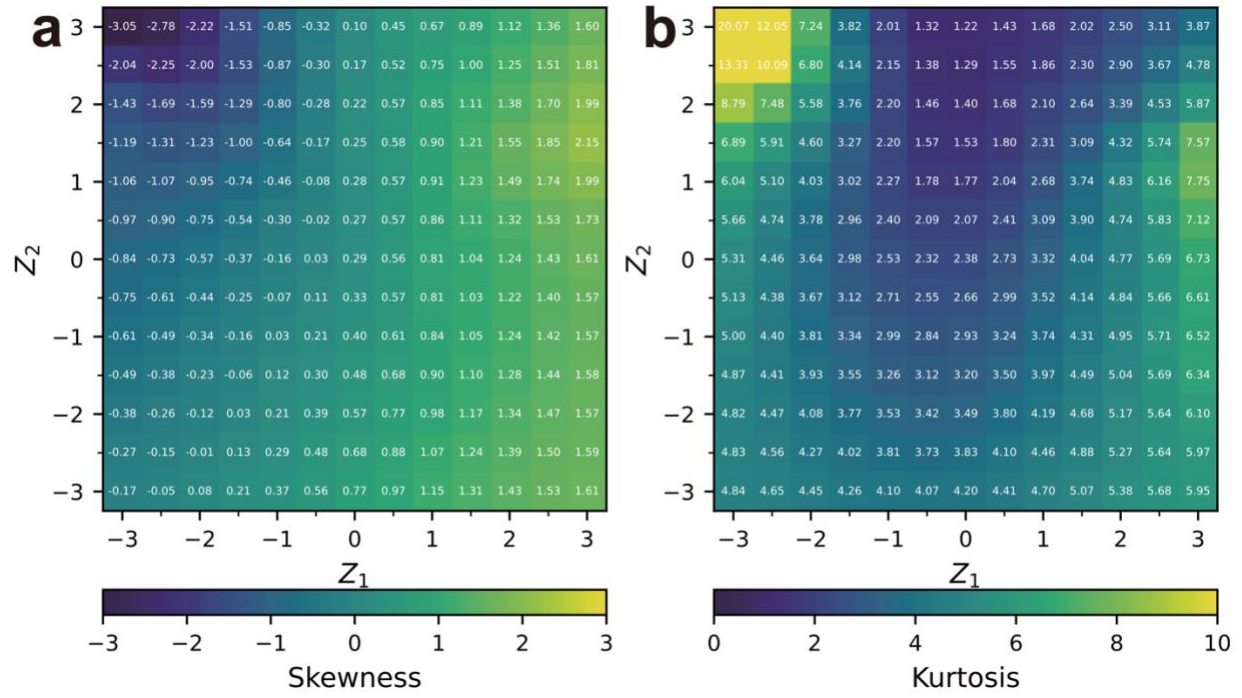 a
b
3 -3.05 -2.78 -2.22 -1.51 -0.85 -0.32 0.10 0.45 0.67 0.89 1.12 1.36 1.60
-2.04 -2.25 -2.00 -1.53 -0.87 -0.30 0.17 0.52 0.75 1.00 1.25 1.51 1.81
2 -1.43 -1.69 -1.59 -1.29 -0.80 -0.28 0.22 0.57 0.85 1.11 1.38 1.70 1.99
-1.19 -1.31 -1.23 -1.00 -0.64 -0.17 0.25 0.58 0.90 1.21 1.55 1.85 2.15
1 -1.06 -1.07 -0.95 -0.74 -0.46 -0.08 0.28 0.57 0.91 1.23 1.49 1.74 1.99
-0.97 -0.90 -0.75 -0.54 -0.30 -0.02 0.27 0.57 0.86 1.11 1.32 1.53 1.73
0 -0.84 -0.73 -0.57 -0.37 -0.16 0.03 0.29 0.56 0.81 1.04 1.24 1.43 1.61
-0.75 -0.61 -0.44 -0.25 -0.07 0.11 0.33 0.57 0.81 1.03 1.22 1.40 1.57
−1 -0.61 -0.49 -0.34 -0.16 0.03 0.21 0.40 0.61 0.84 1.05 1.24 1.42 1.57
-0.49 -0.38 -0.23 -0.06 0.12 0.30 0.48 0.68 0.90 1.10 1.28 1.44 1.58
−2 -0.38 -0.26 -0.12 0.03 0.21 0.39 0.57 0.77 0.98 1.17 1.34 1.47 1.57
-0.27 -0.15 -0.01 0.13 0.29 0.48 0.68 0.88 1.07 1.24 1.39 1.50 1.59
−3 -0.17 -0.05 0.08 0.21 0.37 0.56 0.77 0.97 1.15 1.31 1.43 1.53 1.61
Z2
−3 −2 −1 0 1 2 3
Z1
−3 −2 −1 0 1 2 3
Skewness
3 20.07 12.05 7.24 3.82 2.01 1.32 1.22 1.43 1.68 2.02 2.50 3.11 3.87
13.31 10.09 6.80 4.14 2.15 1.38 1.29 1.55 1.86 2.30 2.90 3.67 4.78
2 8.79 7.48 5.58 3.76 2.20 1.46 1.40 1.68 2.10 2.64 3.39 4.53 5.87
6.89 5.91 4.60 3.27 2.20 1.57 1.53 1.80 2.31 3.09 4.32 5.74 7.57
1 6.04 5.10 4.03 3.02 2.27 1.78 1.77 2.04 2.68 3.74 4.83 6.16 7.75
5.66 4.74 3.78 2.96 2.40 2.09 2.07 2.41 3.09 3.90 4.74 5.83 7.12
0 5.31 4.46 3.64 2.98 2.53 2.32 2.38 2.73 3.32 4.04 4.77 5.69 6.73
5.13 4.38 3.67 3.12 2.71 2.55 2.66 2.99 3.52 4.14 4.84 5.66 6.61
−1 5.00 4.40 3.81 3.34 2.99 2.84 2.93 3.24 3.74 4.31 4.95 5.71 6.52
4.87 4.41 3.93 3.55 3.26 3.12 3.20 3.50 3.97 4.49 5.04 5.69 6.34
−2 4.82 4.47 4.08 3.77 3.53 3.42 3.49 3.80 4.19 4.68 5.17 5.64 6.10
4.83 4.56 4.27 4.02 3.81 3.73 3.83 4.10 4.46 4.88 5.27 5.64 5.97
−3 4.84 4.65 4.45 4.26 4.10 4.07 4.20 4.41 4.70 5.07 5.38 5.68 5.95
Z2
−3 −2 −1 0 1 2 3
Z1
0 2 4 6 8 10
Kurtosis